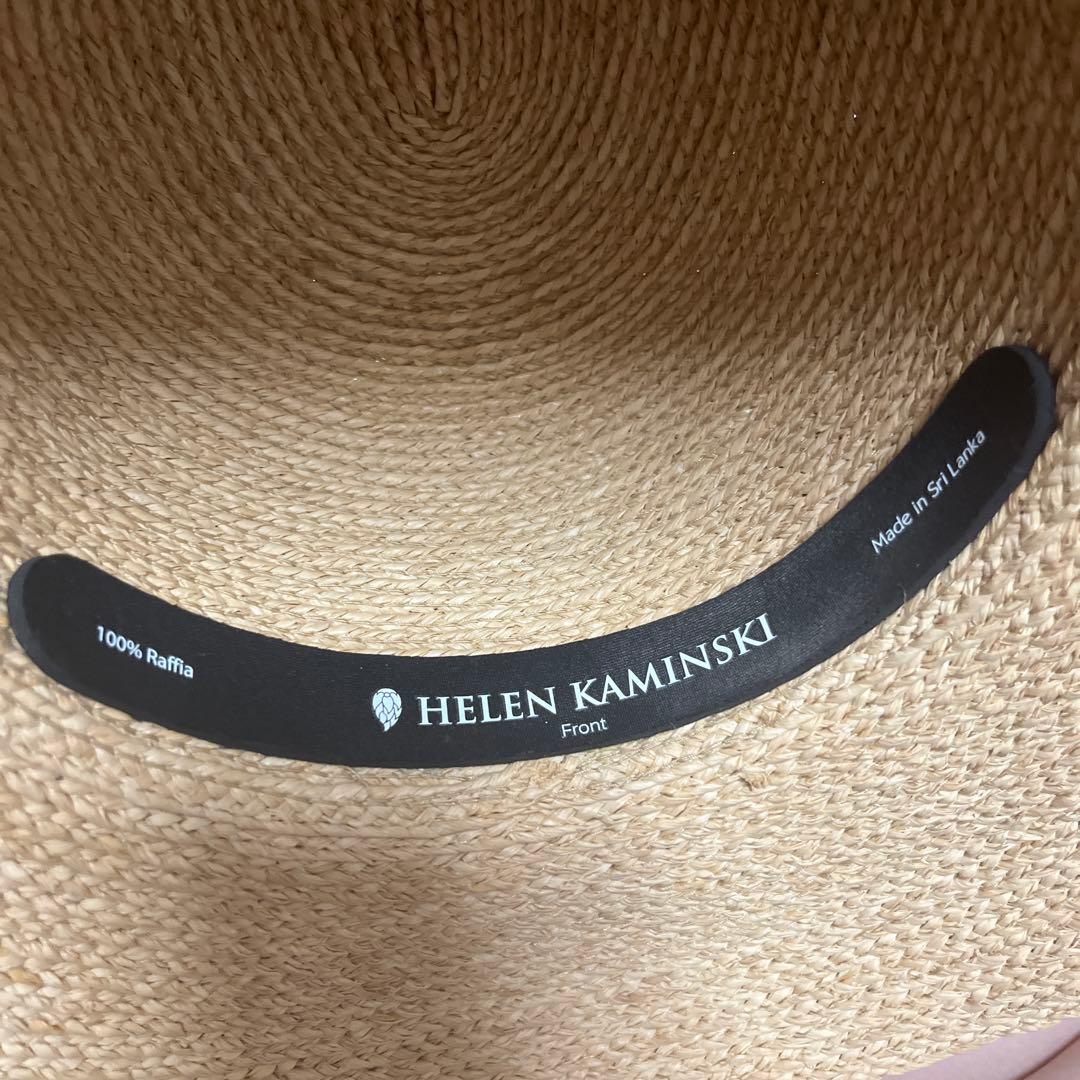 100% Raffia
HELEN KAMINSKI
Front
Made in Sri Lanka